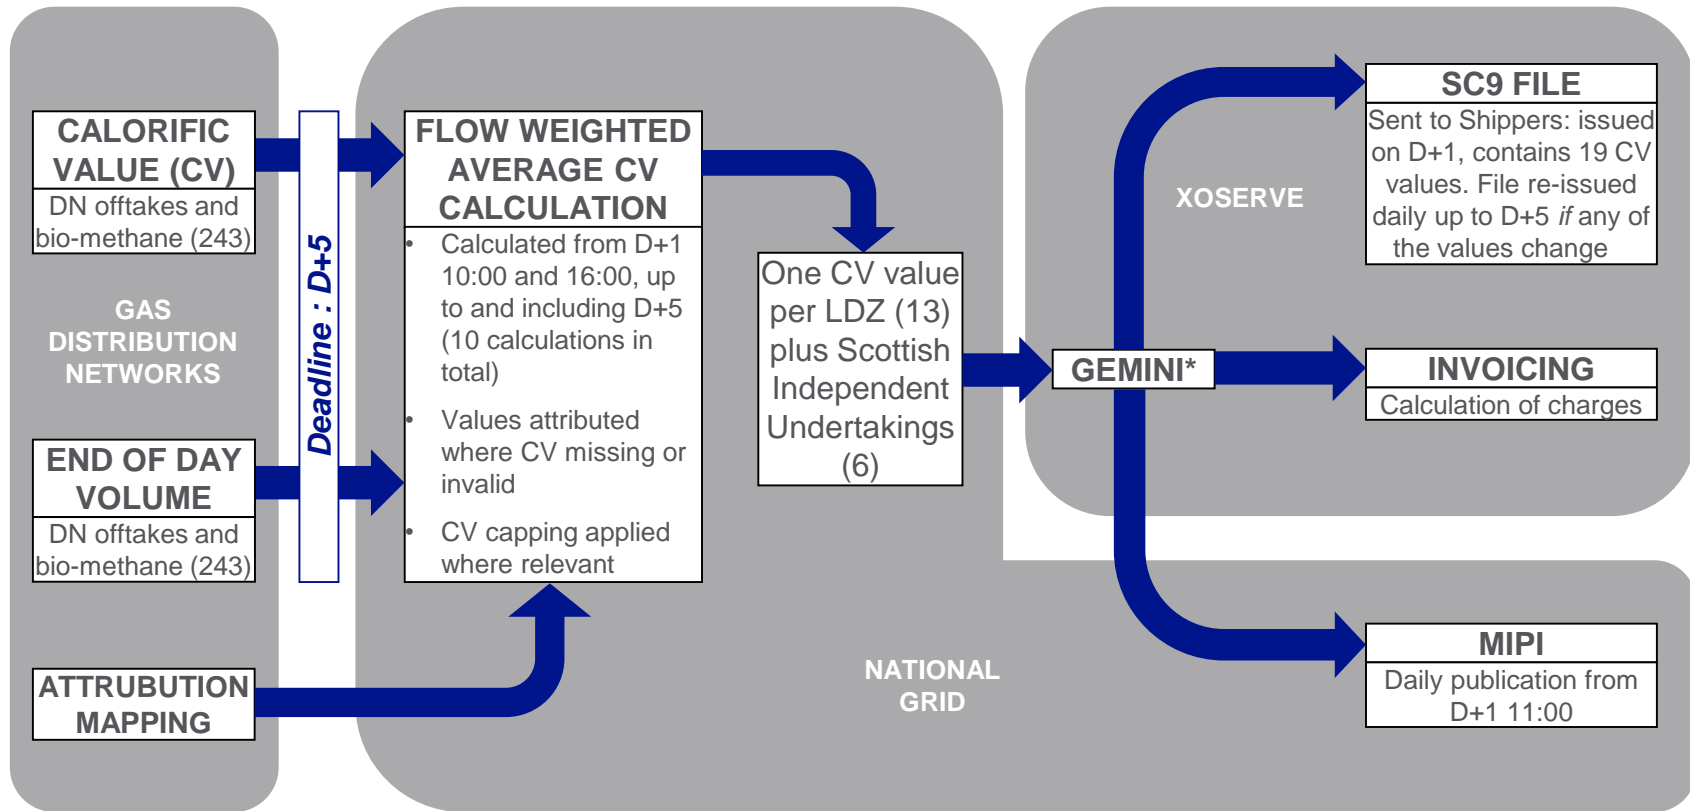 CALORIFIC
VALUE (CV)
DN offtakes and
bio-methane (243)
GAS
DISTRIBUTION
NETWORKS
END OF DAY
VOLUME
DN offtakes and
bio-methane (243)
ATTRUBUTION
MAPPING
Deadline : D+5
FLOW WEIGHTED
AVERAGE CV
CALCULATION
• Calculated from D+1
10:00 and 16:00, up
to and including D+5
(10 calculations in
total)
• Values attributed
where CV missing or
invalid
• CV capping applied
where relevant
One CV value
per LDZ (13)
plus Scottish
Independent
Undertakings
(6)
NATIONAL
GRID
GEMINI*
XOSERVE
SC9 FILE
Sent to Shippers: issued
on D+1, contains 19 CV
values. File re-issued
daily up to D+5 if any of
the values change
INVOICING
Calculation of charges
MIPI
Daily publication from
D+1 11:00